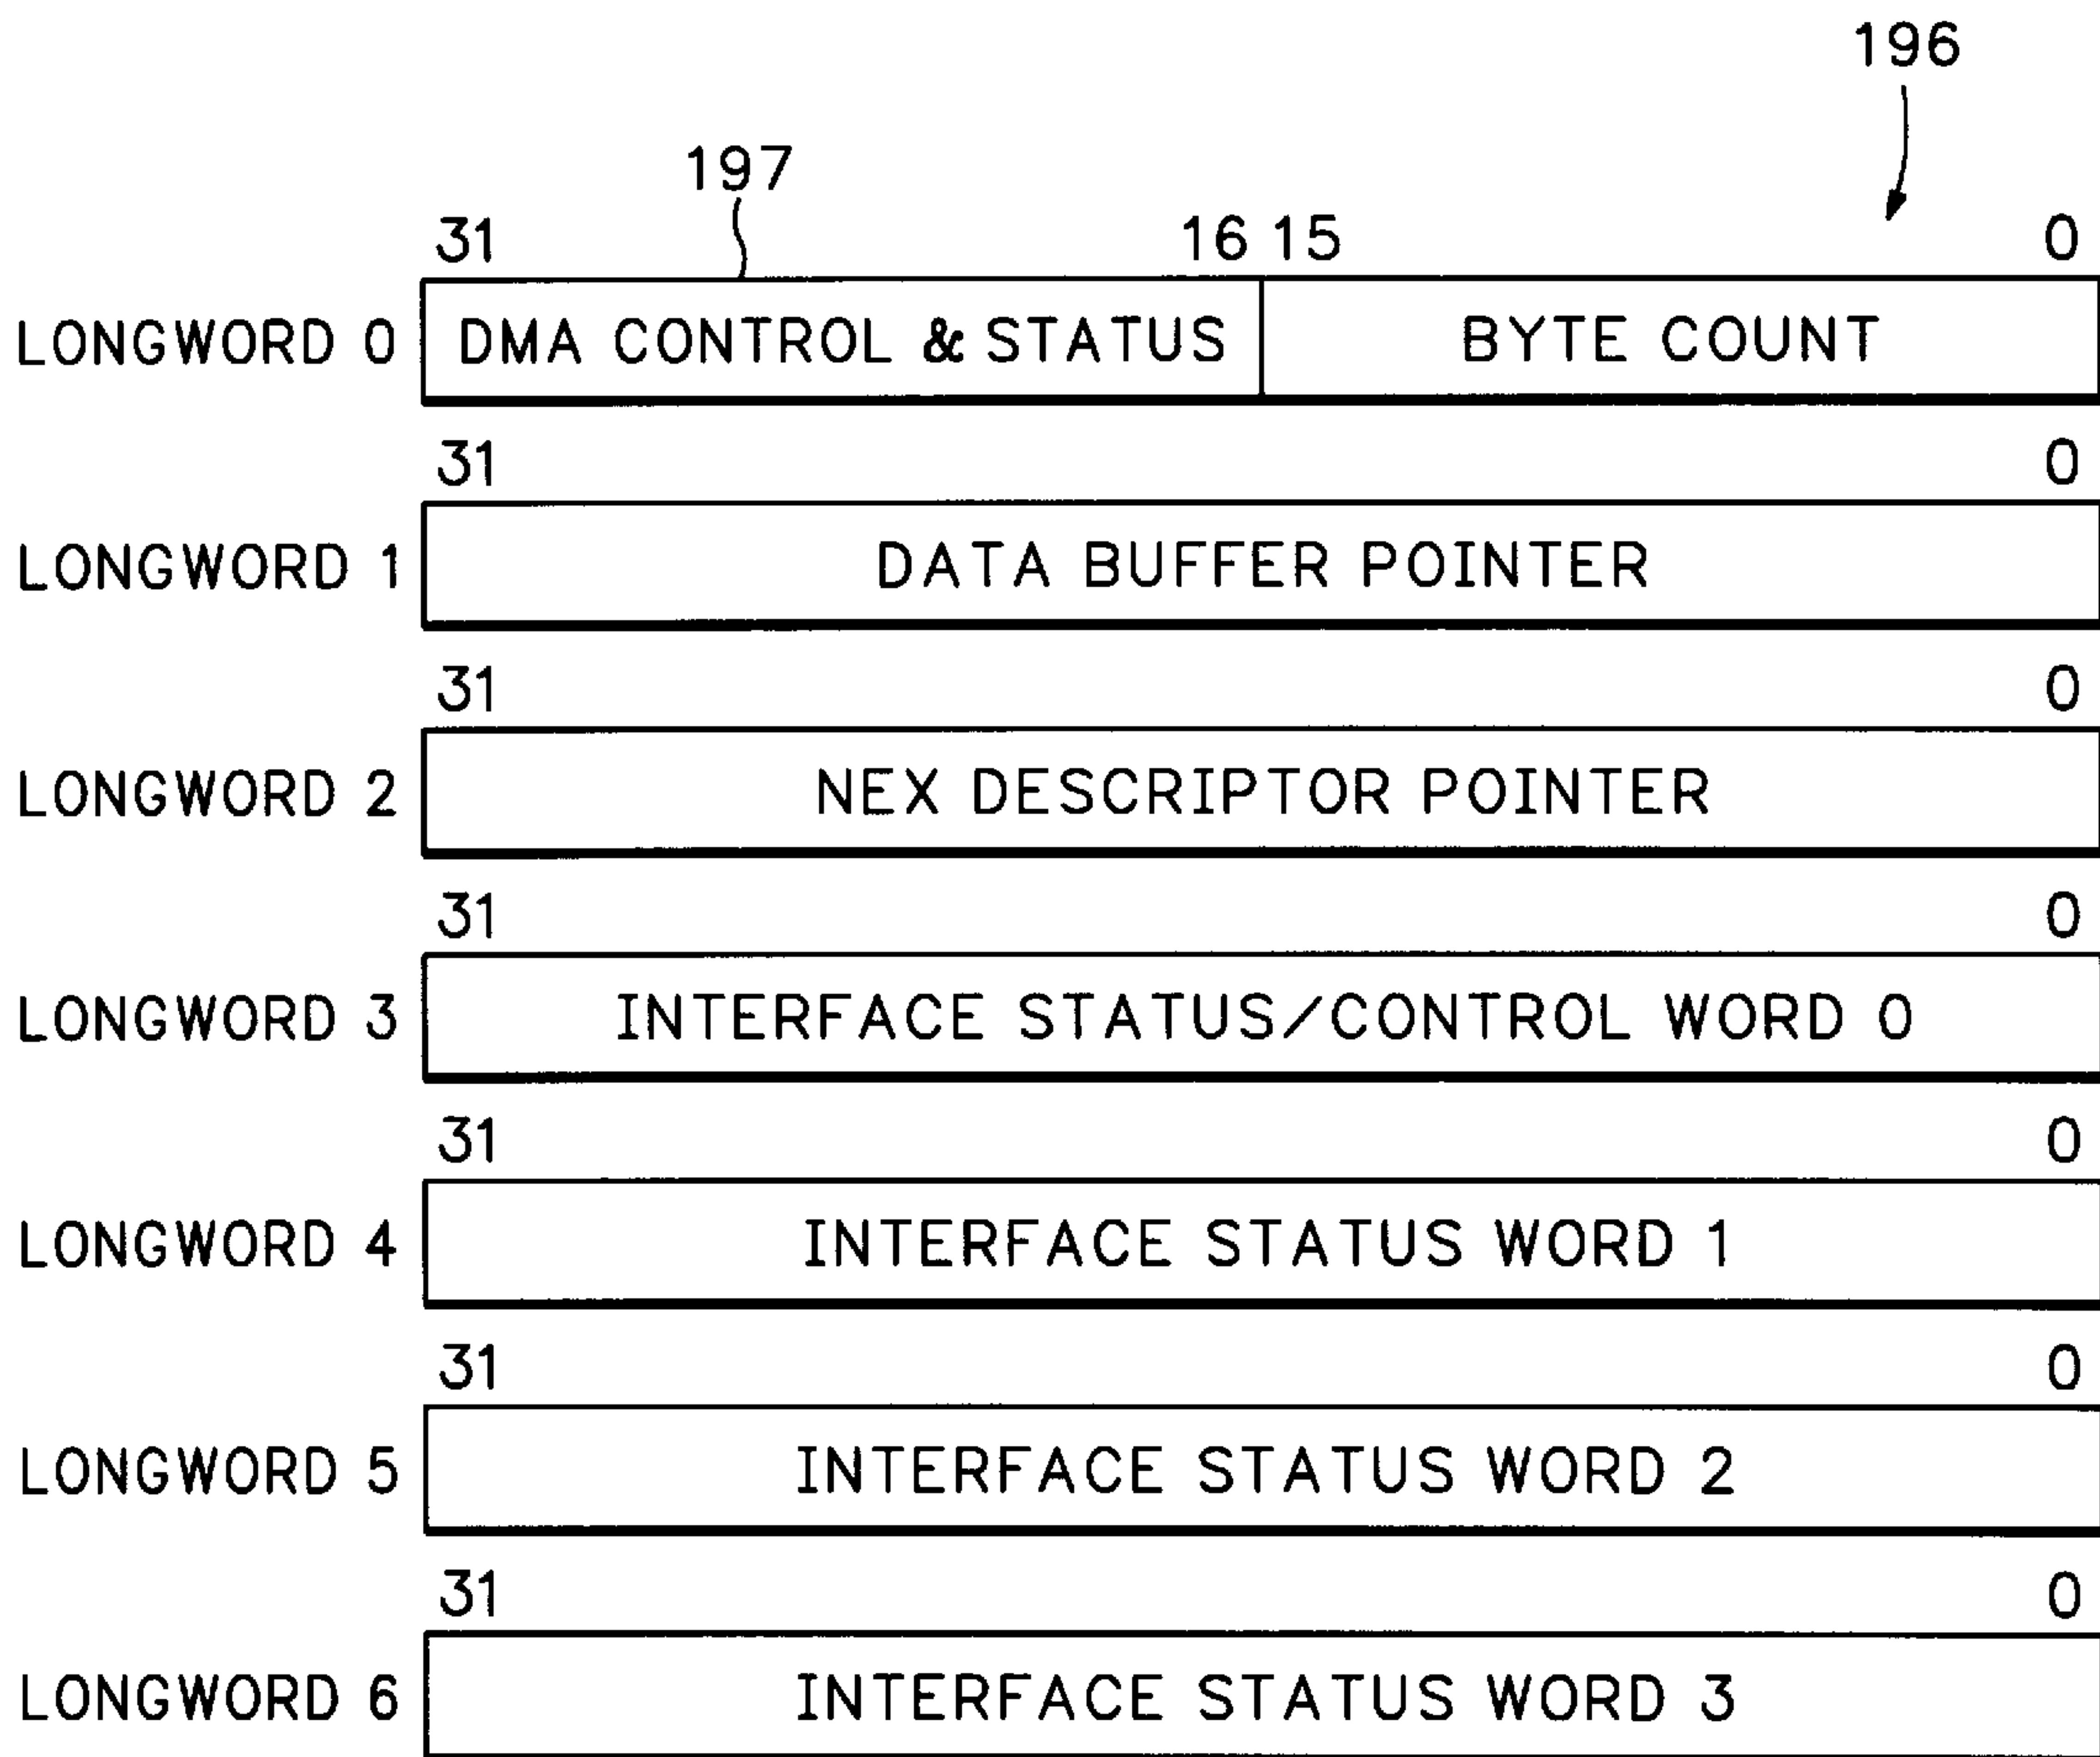 196
197
31 16 15 0
LONGWORD 0 DMA CONTROL & STATUS BYTE COUNT
31 0
LONGWORD 1 DATA BUFFER POINTER
31 0
LONGWORD 2 NEX DESCRIPTOR POINTER
31 0
LONGWORD 3 INTERFACE STATUS/CONTROL WORD 0
31 0
LONGWORD 4 INTERFACE STATUS WORD 1
31 0
LONGWORD 5 INTERFACE STATUS WORD 2
31 0
LONGWORD 6 INTERFACE STATUS WORD 3